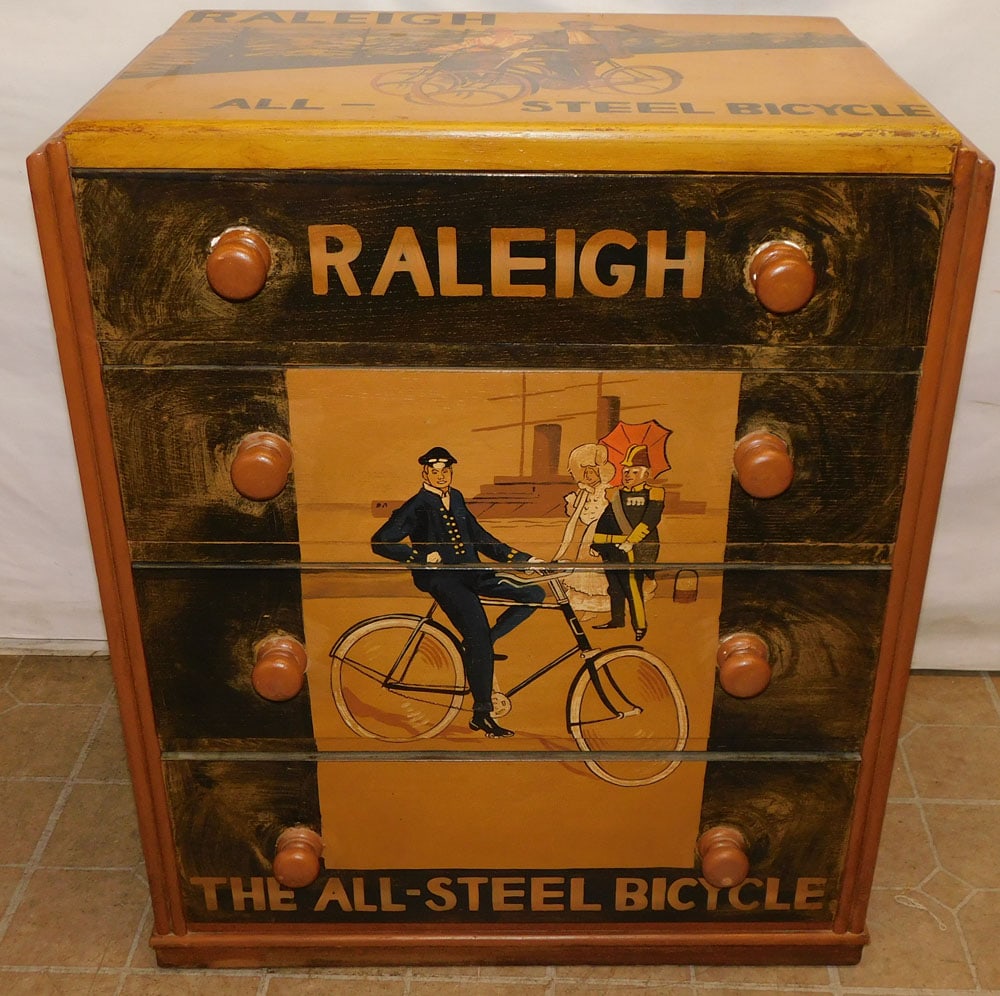 RALEIGH
ALL - STEEL BICYCLE
RALEIGH
THE ALL-STEEL BICYCLE